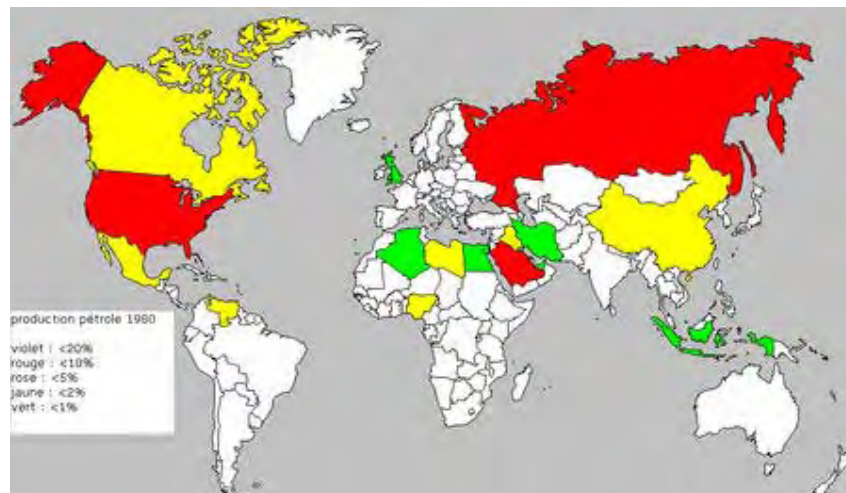 production pétrole 1980
violet : <20%
rouge : <10%
rose : <5%
jaune : <2%
vert : <1%